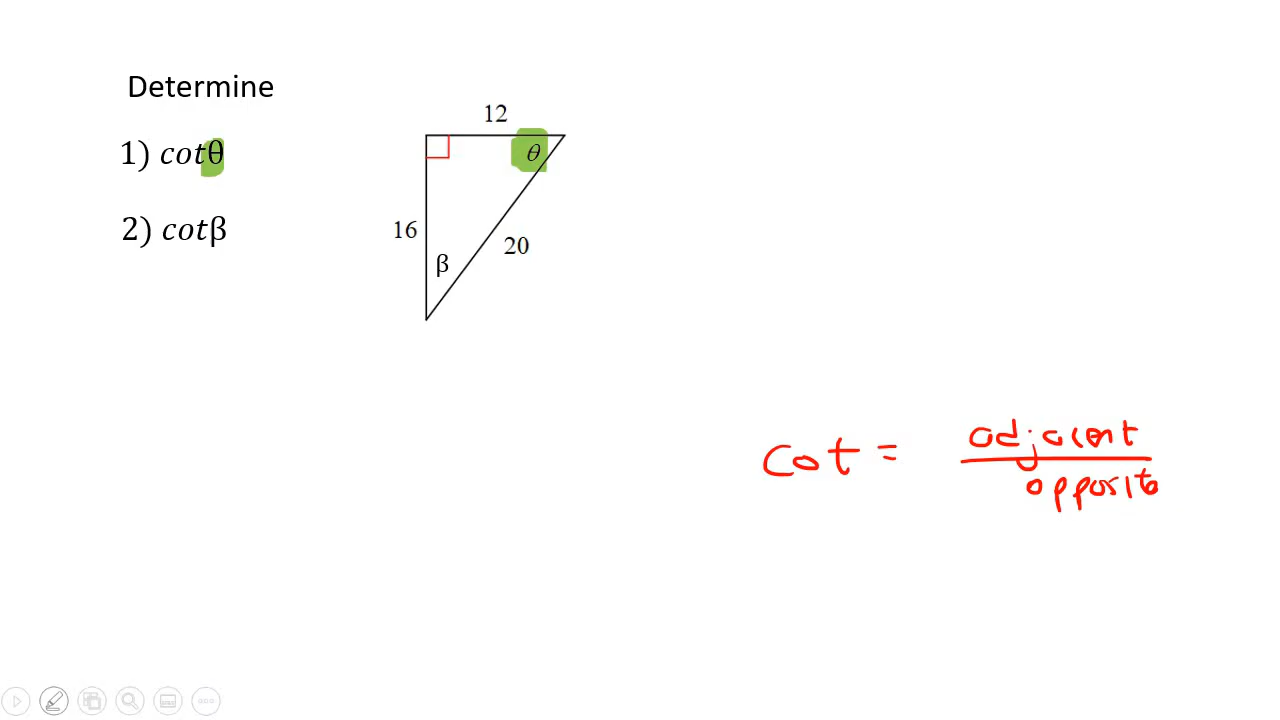 Determine
12
1) cotθ
θ
16
2) cotβ
20
β
cot = adjacent
opposite